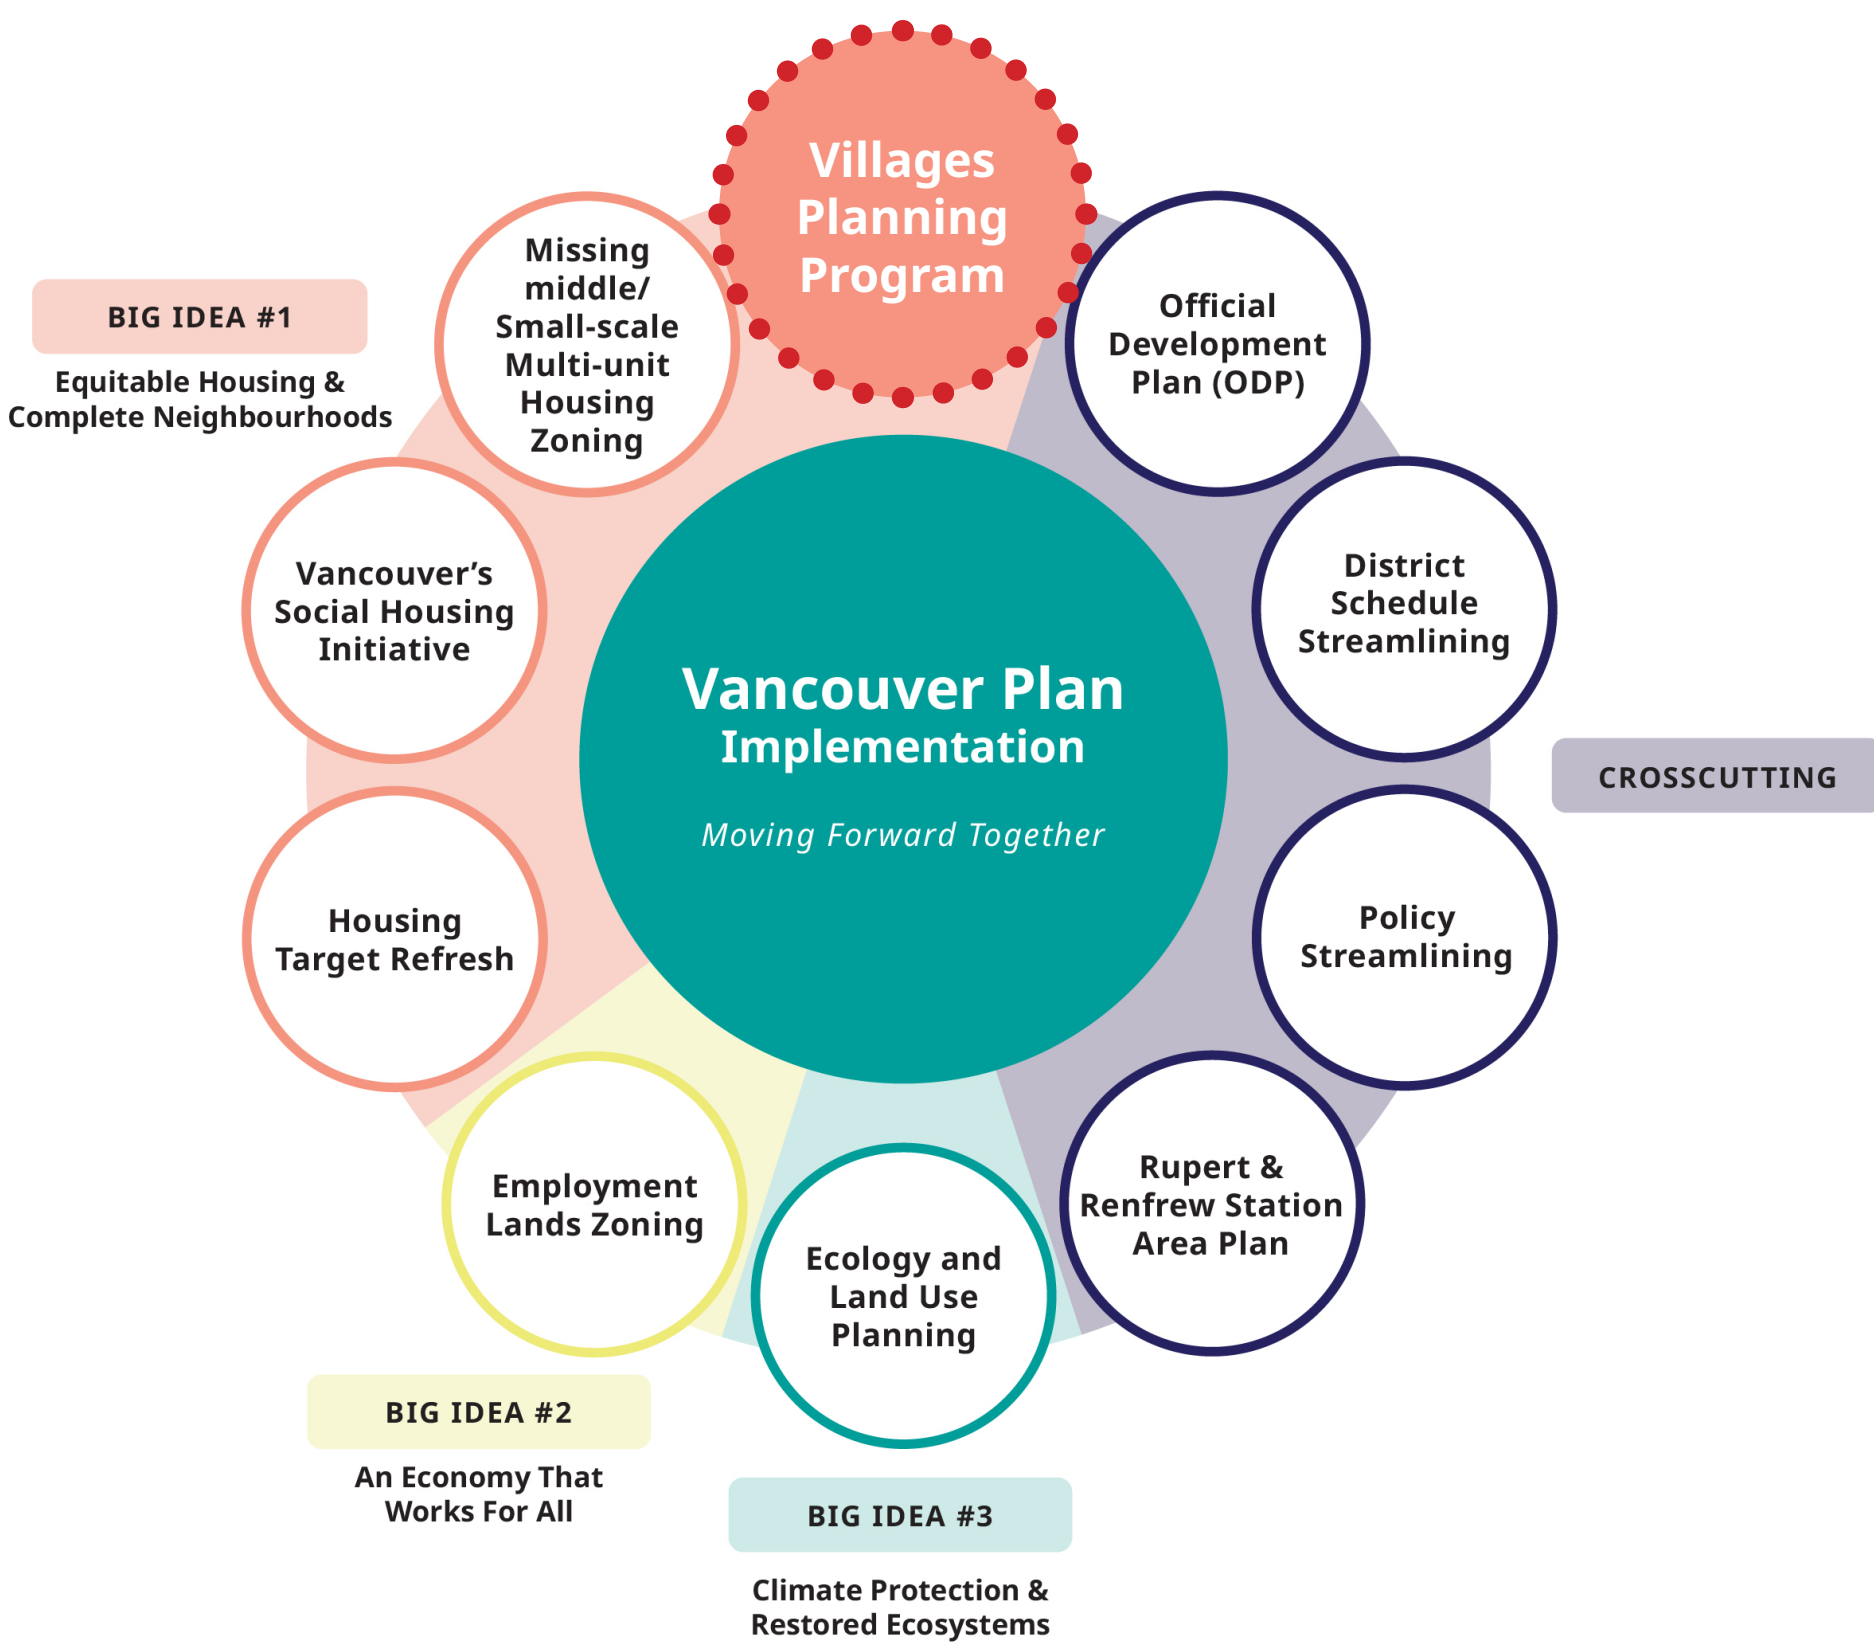 Villages
Planning
Program
Missing
middle/
Small-scale
Multi-unit
Housing
Zoning
Official
Development
Plan (ODP)
BIG IDEA #1
Equitable Housing &
Complete Neighbourhoods
Vancouver’s
Social Housing
Initiative
District
Schedule
Streamlining
Vancouver Plan
Implementation
Moving Forward Together
CROSSCUTTING
Housing
Target Refresh
Policy
Streamlining
Employment
Lands Zoning
Rupert &
Renfrew Station
Area Plan
Ecology and
Land Use
Planning
BIG IDEA #2
An Economy That
Works For All
BIG IDEA #3
Climate Protection &
Restored Ecosystems